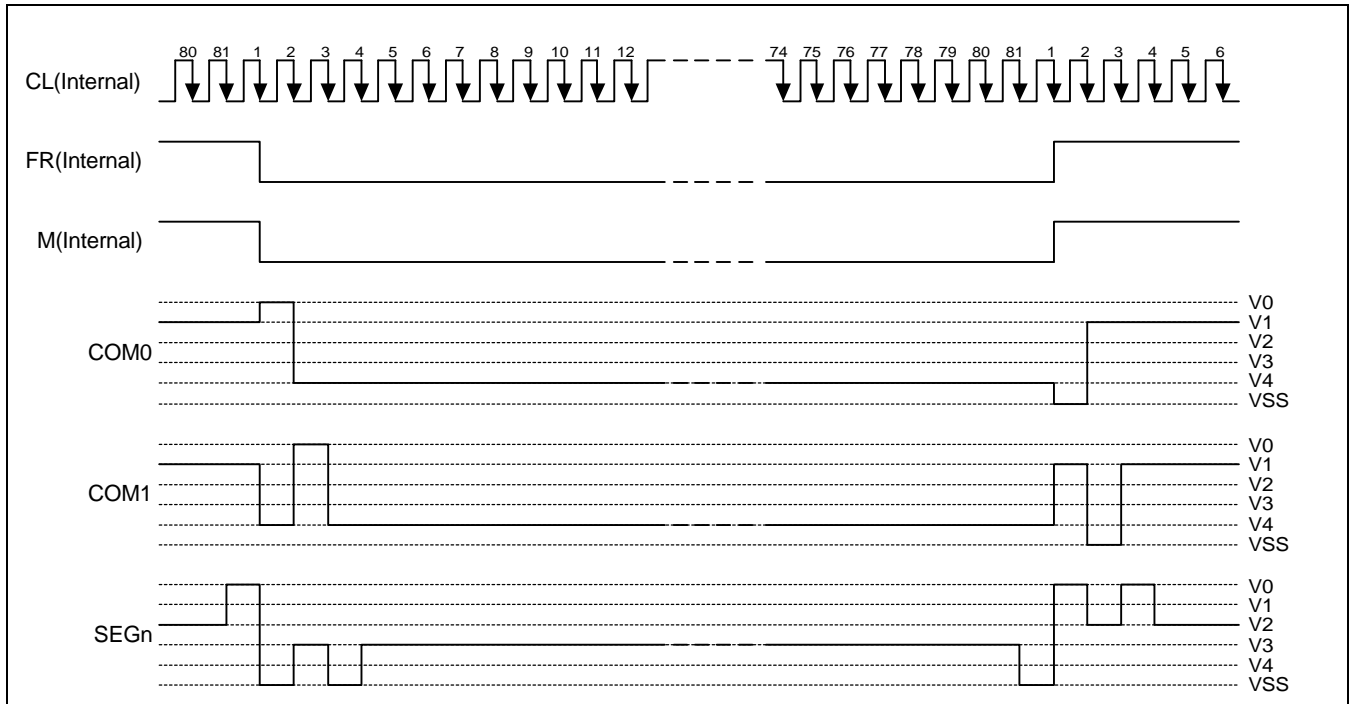 80 81 1 2 3 4 5 6 7 8 9 10 11 12 74 75 76 77 78 79 80 81 1 2 3 4 5 6
CL(Internal)
FR(Internal)
M(Internal)
COM0
V0
V1
V2
V3
V4
VSS
COM1
V0
V1
V2
V3
V4
VSS
SEGn
V0
V1
V2
V3
V4
VSS